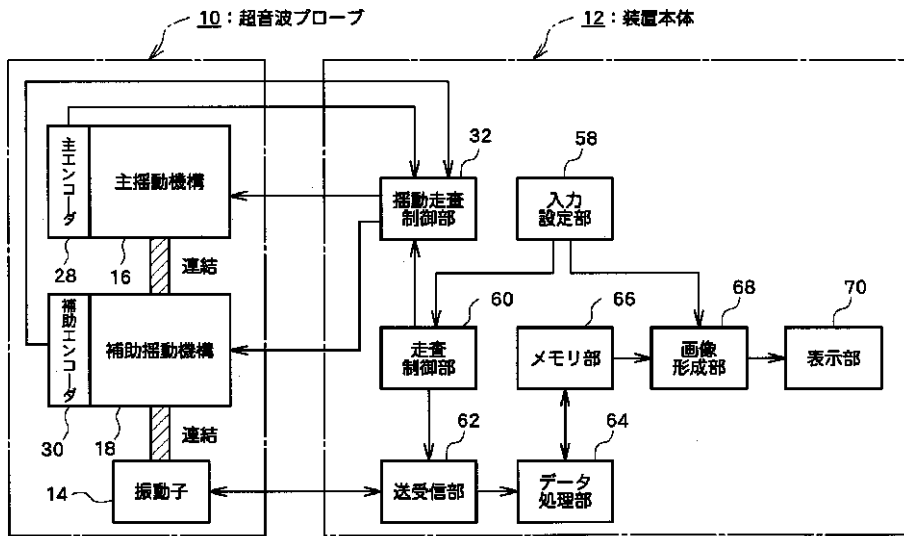 10：超音波プローブ
12：装置本体
主エンコーダ
主揺動機構
28
16
連結
32
揺動走査
制御部
58
入力
設定部
補助エンコーダ
補助揺動機構
30
18
連結
60
走査
制御部
66
メモリ部
68
画像
形成部
70
表示部
14
振動子
62
送受信部
64
データ
処理部